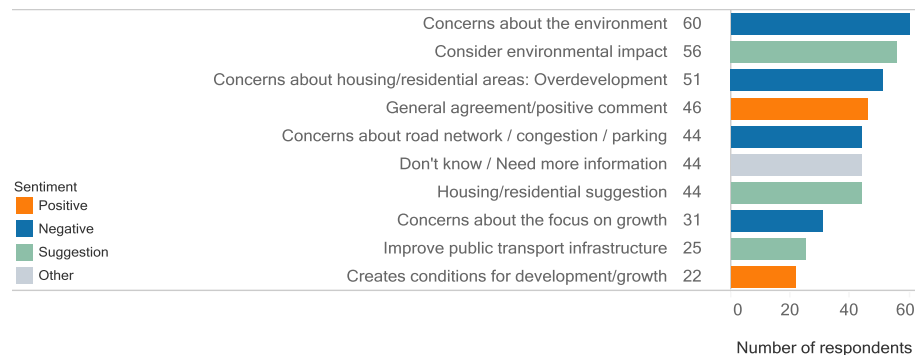 Concerns about the environment 60
Consider environmental impact 56
Concerns about housing/residential areas: Overdevelopment 51
General agreement/positive comment 46
Concerns about road network / congestion / parking 44
Don't know / Need more information 44
Housing/residential suggestion 44
Concerns about the focus on growth 31
Improve public transport infrastructure 25
Creates conditions for development/growth 22
Sentiment
Positive
Negative
Suggestion
Other
0 20 40 60
Number of respondents